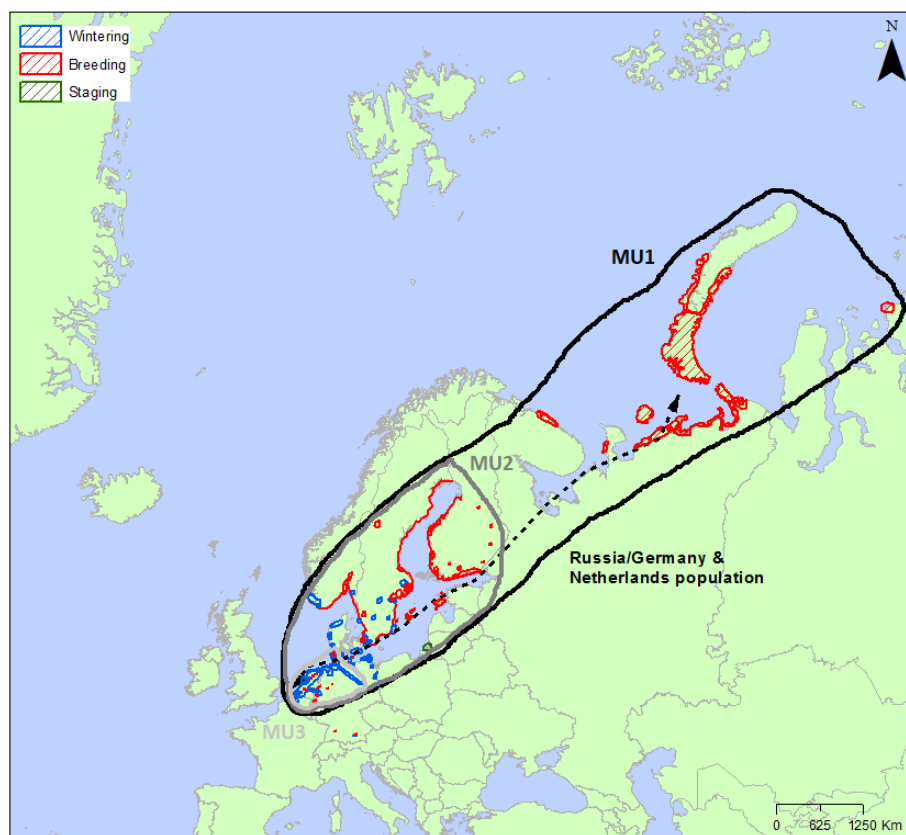 Wintering
Breeding
Staging
N
MU1
MU2
Russia/Germany &
Netherlands population
MU3
0 625 1250 Km